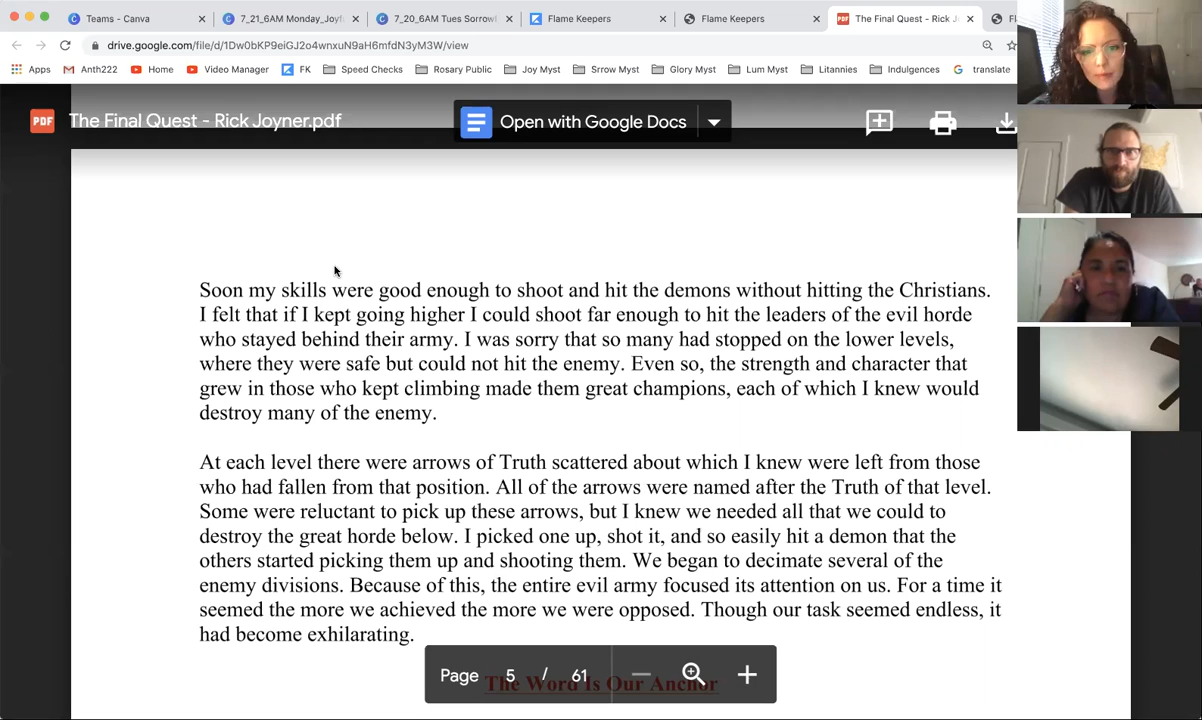 Teams - Canva
7_21_6AM Monday_Joyf
7_20_6AM Tues Sorrow
Flame Keepers
Flame Keepers
The Final Quest - Rick J
drive.google.com/file/d/1Dw0bKP9eiGJ2o4wnxuN9aH6mfdN3yM3W/view
Apps
Anth222
Home
Video Manager
FK
Speed Checks
Rosary Public
Joy Myst
Srrow Myst
Glory Myst
Lum Myst
Litannies
Indulgences
translate
PDF
The Final Quest - Rick Joyner.pdf
Open with Google Docs
Soon my skills were good enough to shoot and hit the demons without hitting the Christians.
I felt that if I kept going higher I could shoot far enough to hit the leaders of the evil horde
who stayed behind their army. I was sorry that so many had stopped on the lower levels,
where they were safe but could not hit the enemy. Even so, the strength and character that
grew in those who kept climbing made them great champions, each of which I knew would
destroy many of the enemy.
At each level there were arrows of Truth scattered about which I knew were left from those
who had fallen from that position. All of the arrows were named after the Truth of that level.
Some were reluctant to pick up these arrows, but I knew we needed all that we could to
destroy the great horde below. I picked one up, shot it, and so easily hit a demon that the
others started picking them up and shooting them. We began to decimate several of the
enemy divisions. Because of this, the entire evil army focused its attention on us. For a time it
seemed the more we achieved the more we were opposed. Though our task seemed endless, it
had become exhilarating.
The Word Is Our Anchor
Page 5 / 61